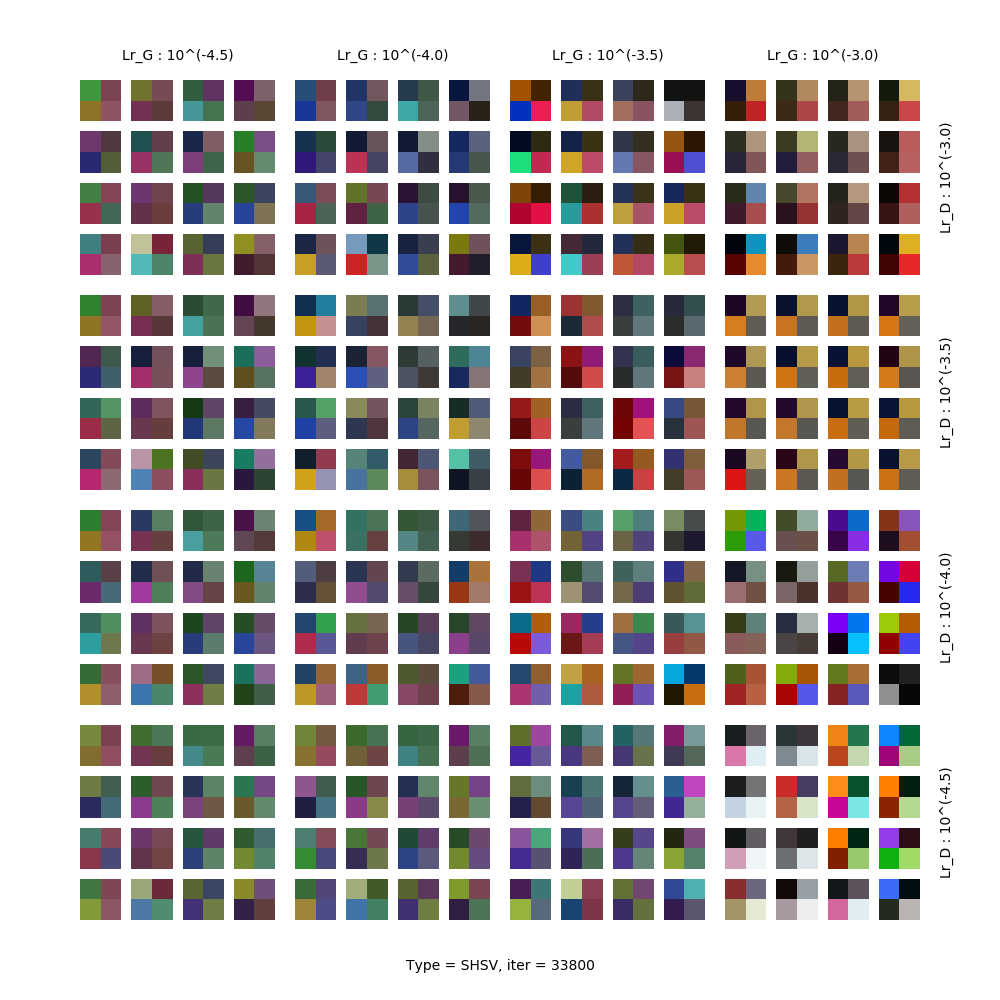 Lr_G : 10^(-4.5)
Lr_G : 10^(-4.0)
Lr_G : 10^(-3.5)
Lr_G : 10^(-3.0)
Lr_D : 10^(-3.0)
Lr_D : 10^(-3.5)
Lr_D : 10^(-4.0)
Lr_D : 10^(-4.5)
Type = SHSV, iter = 33800